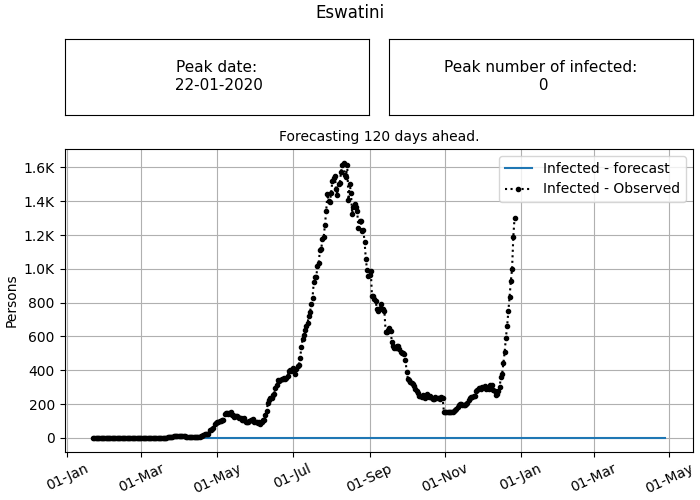 Eswatini
Peak date:
22-01-2020
Peak number of infected:
0
Forecasting 120 days ahead.
Infected - forecast
Infected - Observed
Persons
1.6K
1.4K
1.2K
1.0K
800
600
400
200
0
01-Jan
01-Mar
01-May
01-Jul
01-Sep
01-Nov
01-Jan
01-Mar
01-May